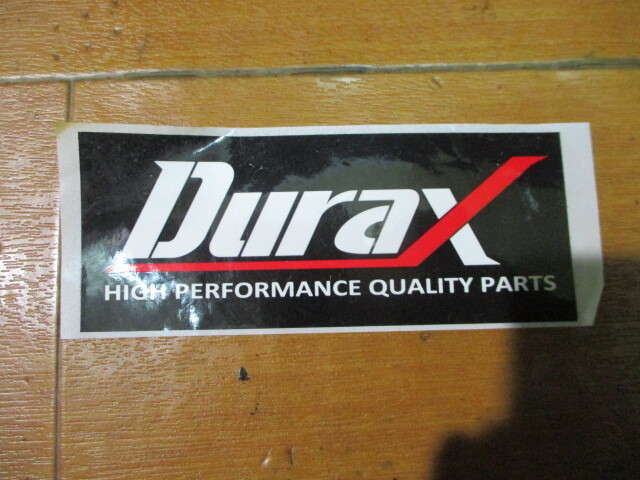 DuraX
HIGH PERFORMANCE QUALITY PARTS